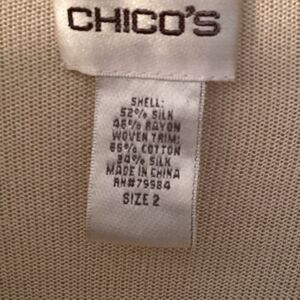 CHICO'S
SHELL:
52% SILK
48% RAYON
WOVEN TRIM:
66% COTTON
34% SILK
MADE IN CHINA
RN#79984
SIZE 2